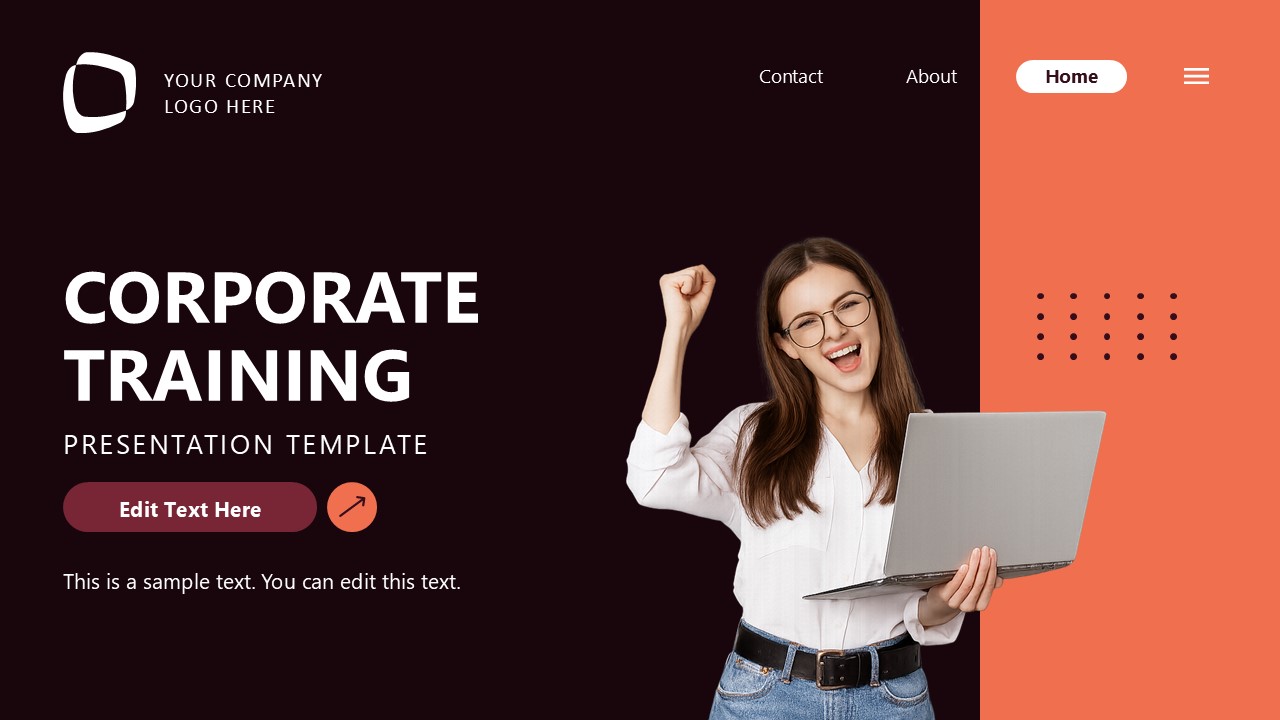 YOUR COMPANY
LOGO HERE
Contact
About
Home
CORPORATE
TRAINING
PRESENTATION TEMPLATE
Edit Text Here
This is a sample text. You can edit this text.